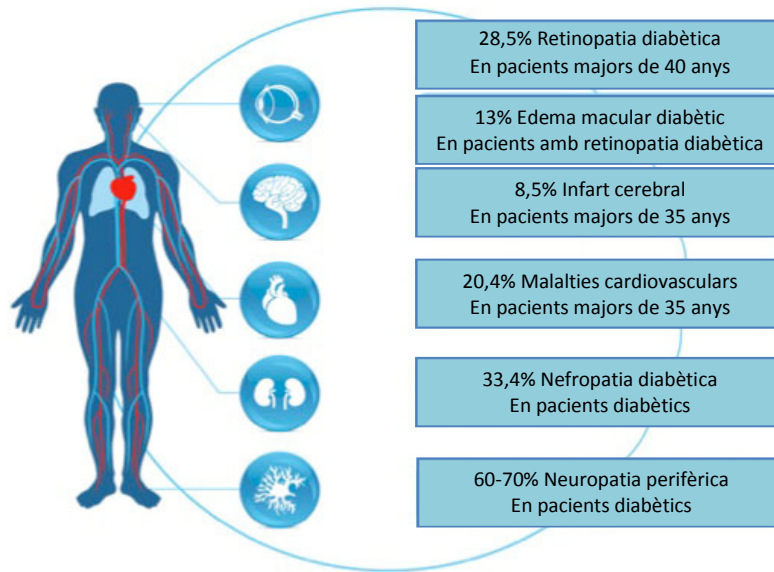 28,5% Retinopatia diabètica
En pacients majors de 40 anys
13% Edema macular diabètic
En pacients amb retinopatia diabètica
8,5% Infart cerebral
En pacients majors de 35 anys
20,4% Malalties cardiovasculars
En pacients majors de 35 anys
33,4% Nefropatia diabètica
En pacients diabètics
60-70% Neuropatia perifèrica
En pacients diabètics